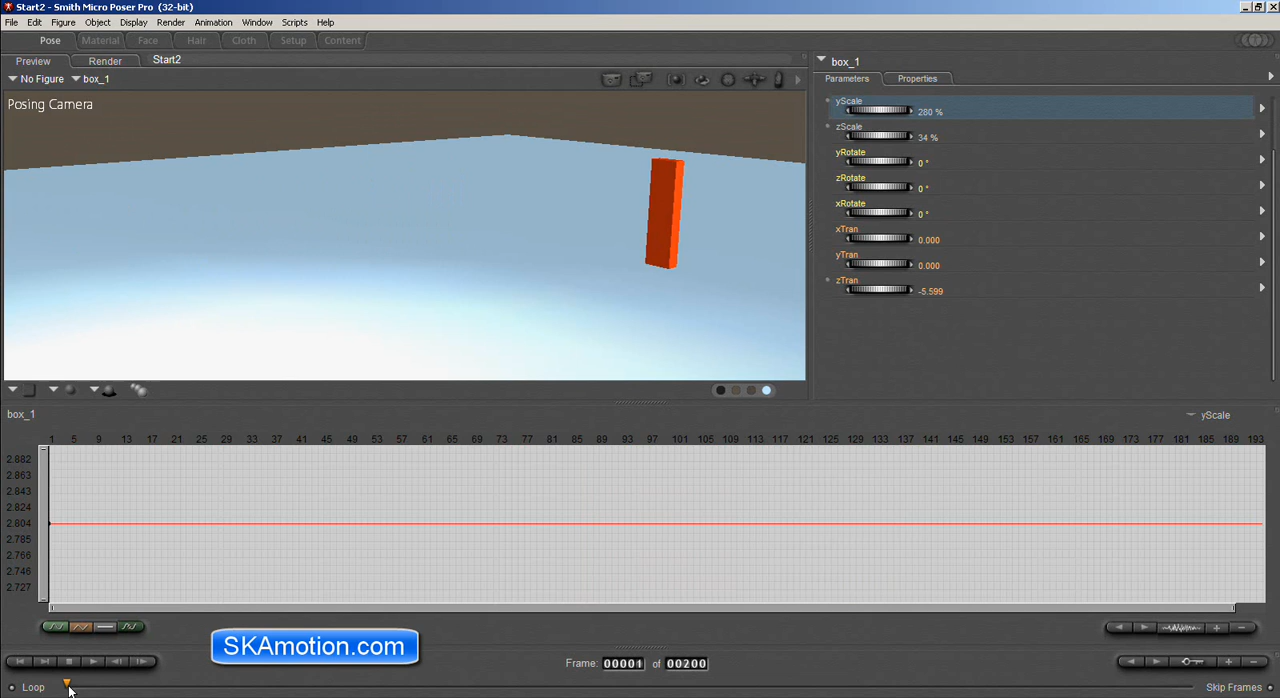 Start2 - Smith Micro Poser Pro (32-bit)
File Edit Figure Object Display Render Animation Window Scripts Help
Pose Material Face Hair Cloth Setup Content
Preview Render Start2
No Figure box_1
Posing Camera
box_1
Parameters Properties
yScale
280 %
zScale
34 %
yRotate
0 °
zRotate
0 °
xRotate
0 °
xTran
0.000
yTran
0.000
zTran
-5.599
box_1 yScale
1 5 9 13 17 21 25 29 33 37 41 45 49 53 57 61 65 69 73 77 81 85 89 93 97 101 105 109 113 117 121 125 129 133 137 141 145 149 153 157 161 165 169 173 177 181 185 189 193
2.882
2.863
2.843
2.824
2.804
2.785
2.766
2.746
2.727
SKAmotion.com
Frame: 00001 of 00200
Loop Skip Frames